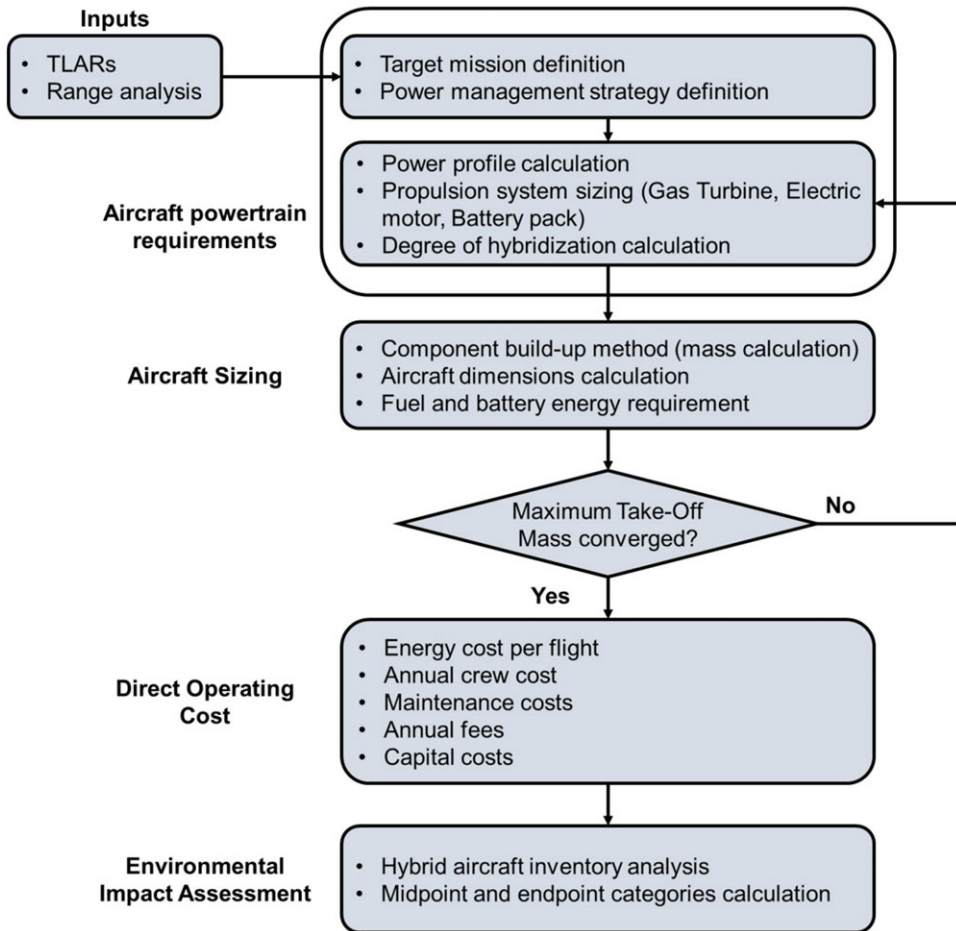 Inputs
• TLARs
• Range analysis
• Target mission definition
• Power management strategy definition
Aircraft powertrain
requirements
• Power profile calculation
• Propulsion system sizing (Gas Turbine, Electric
motor, Battery pack)
• Degree of hybridization calculation
Aircraft Sizing
• Component build-up method (mass calculation)
• Aircraft dimensions calculation
• Fuel and battery energy requirement
Maximum Take-Off
Mass converged?
No
Yes
Direct Operating
Cost
• Energy cost per flight
• Annual crew cost
• Maintenance costs
• Annual fees
• Capital costs
Environmental
Impact Assessment
• Hybrid aircraft inventory analysis
• Midpoint and endpoint categories calculation